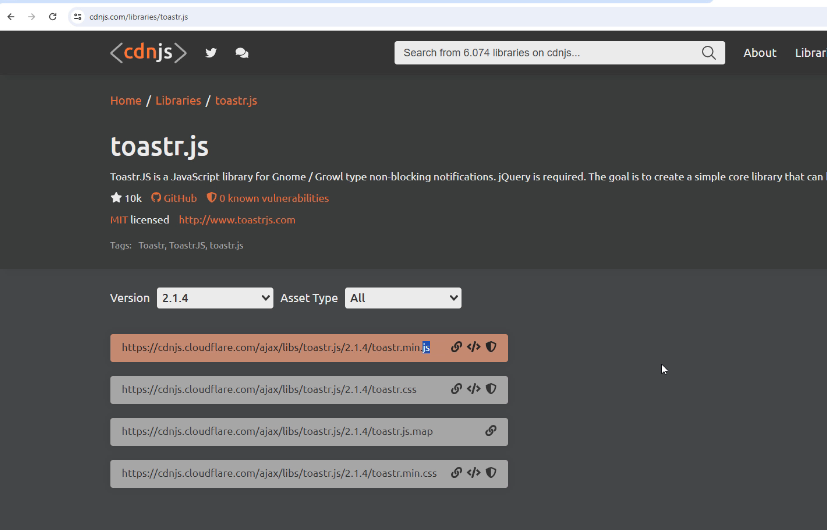 cdnjs.com/libraries/toastr.js
<cdnjs>
Search from 6.074 libraries on cdnjs...
About
Librar
Home / Libraries / toastr.js
toastr.js
ToastrJS is a JavaScript library for Gnome / Growl type non-blocking notifications. jQuery is required. The goal is to create a simple core library that can
10k GitHub 0 known vulnerabilities
MIT licensed http://www.toastrjs.com
Tags: Toastr, ToastrJS, toastr.js
Version 2.1.4 Asset Type All
https://cdnjs.cloudflare.com/ajax/libs/toastr.js/2.1.4/toastr.min.js
https://cdnjs.cloudflare.com/ajax/libs/toastr.js/2.1.4/toastr.css
https://cdnjs.cloudflare.com/ajax/libs/toastr.js/2.1.4/toastr.js.map
https://cdnjs.cloudflare.com/ajax/libs/toastr.js/2.1.4/toastr.min.css